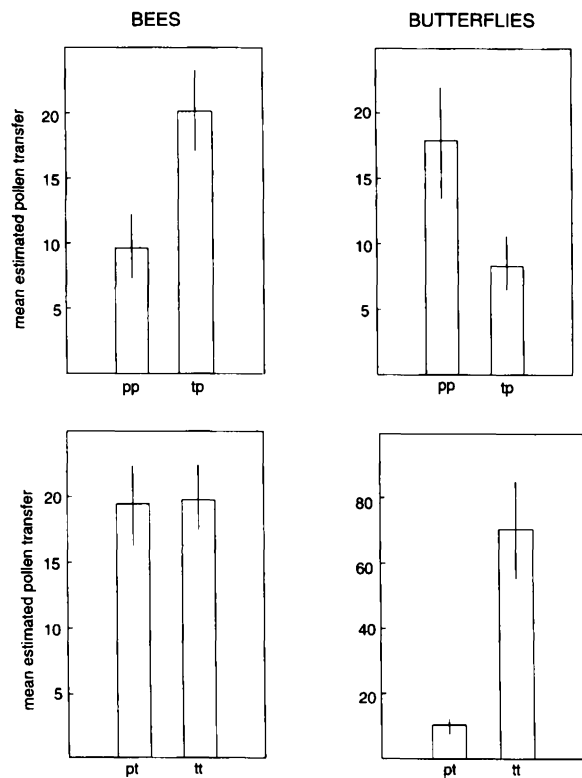 BEES
BUTTERFLIES
mean estimated pollen transfer
20
15
10
5
pp
tp
20
15
10
5
pp
tp
mean estimated pollen transfer
20
15
10
5
pt
tt
80
60
40
20
pt
tt